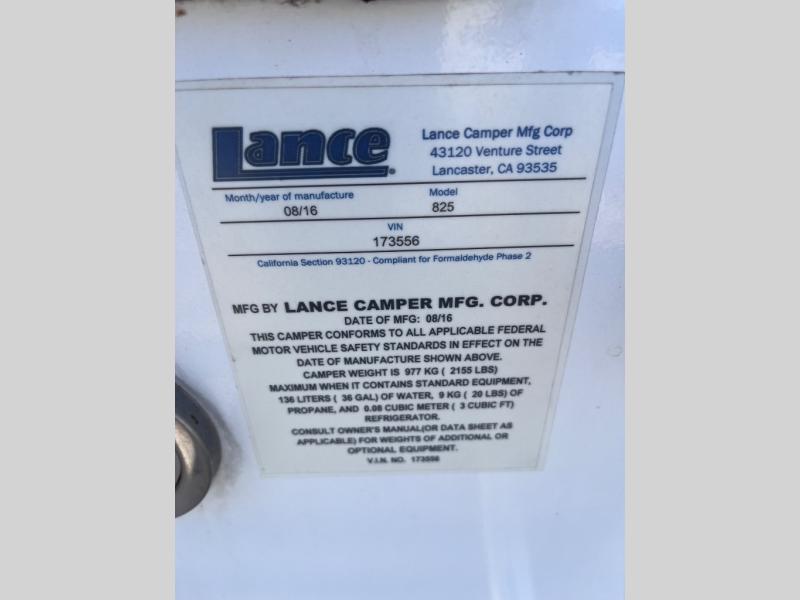 Lance
Lance Camper Mfg Corp
43120 Venture Street
Lancaster, CA 93535
Month/year of manufacture
Model
08/16
825
VIN
173556
California Section 93120 - Compliant for Formaldehyde Phase 2
MFG BY LANCE CAMPER MFG. CORP.
DATE OF MFG: 08/16
THIS CAMPER CONFORMS TO ALL APPLICABLE FEDERAL
MOTOR VEHICLE SAFETY STANDARDS IN EFFECT ON THE
DATE OF MANUFACTURE SHOWN ABOVE.
CAMPER WEIGHT IS 977 KG ( 2155 LBS)
MAXIMUM WHEN IT CONTAINS STANDARD EQUIPMENT,
136 LITERS ( 36 GAL) OF WATER, 9 KG ( 20 LBS) OF
PROPANE, AND 0.08 CUBIC METER ( 3 CUBIC FT)
REFRIGERATOR.
CONSULT OWNER'S MANUAL(OR DATA SHEET AS
APPLICABLE) FOR WEIGHTS OF ADDITIONAL OR
OPTIONAL EQUIPMENT.
V.I.N. NO. 173556